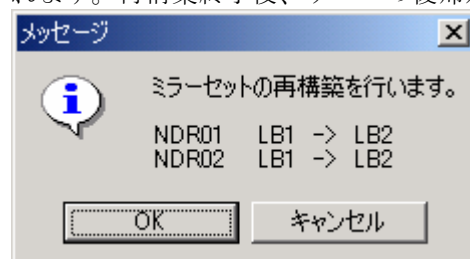 メッセージ
ミラーセットの再構築を行います。
NDR01 LB1 -> LB2
NDR02 LB1 -> LB2
OK キャンセル